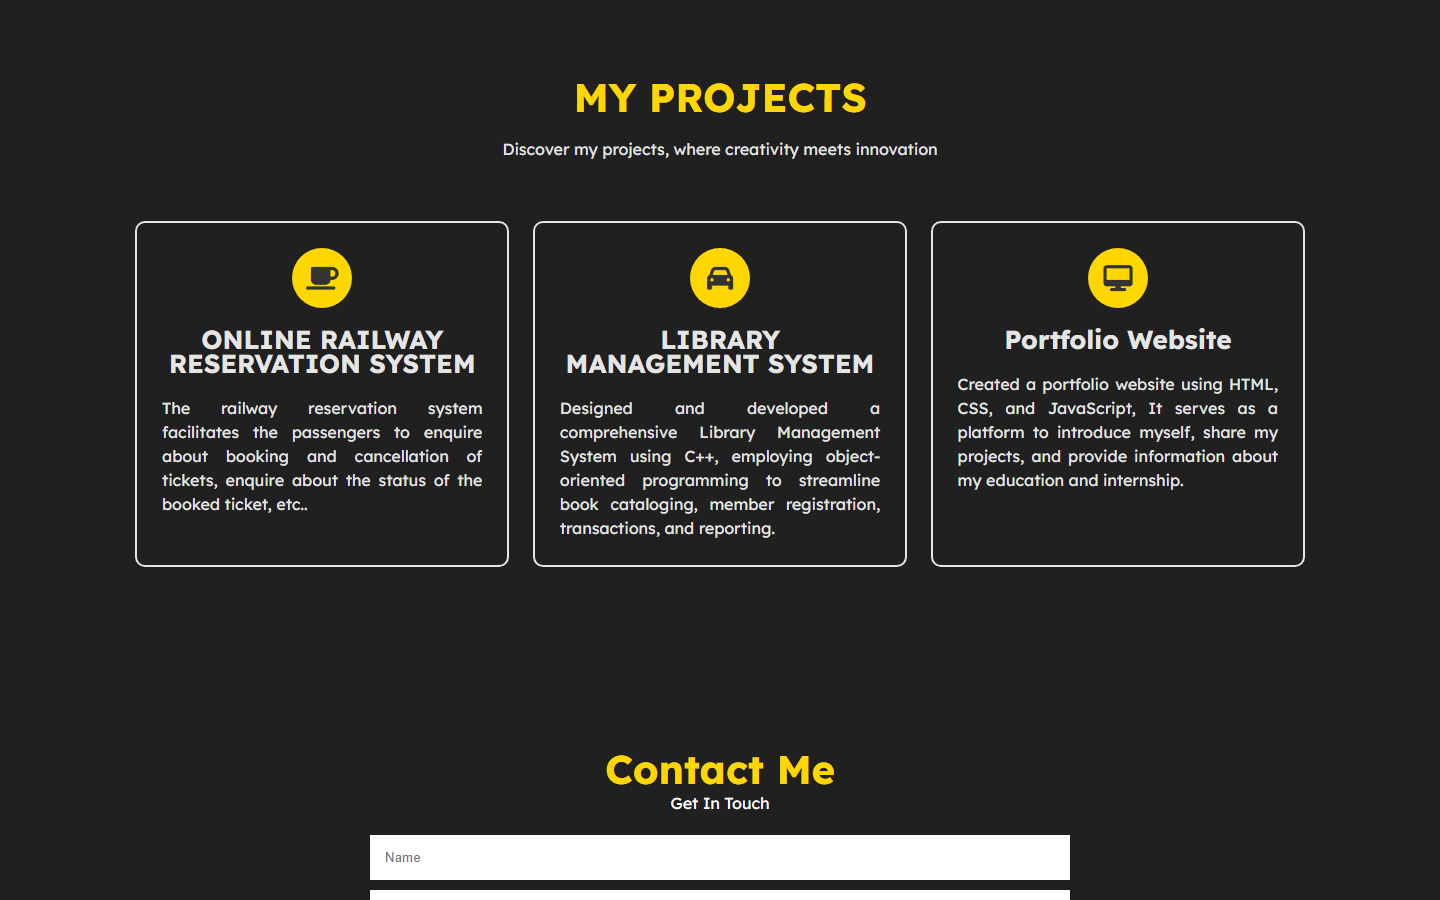 MY PROJECTS
Discover my projects, where creativity meets innovation
ONLINE RAILWAY
RESERVATION SYSTEM
The railway reservation system
facilitates the passengers to enquire
about booking and cancellation of
tickets, enquire about the status of the
booked ticket, etc..
LIBRARY
MANAGEMENT SYSTEM
Designed and developed a
comprehensive Library Management
System using C++, employing object-
oriented programming to streamline
book cataloging, member registration,
transactions, and reporting.
Portfolio Website
Created a portfolio website using HTML,
CSS, and JavaScript, It serves as a
platform to introduce myself, share my
projects, and provide information about
my education and internship.
Contact Me
Get In Touch
Name